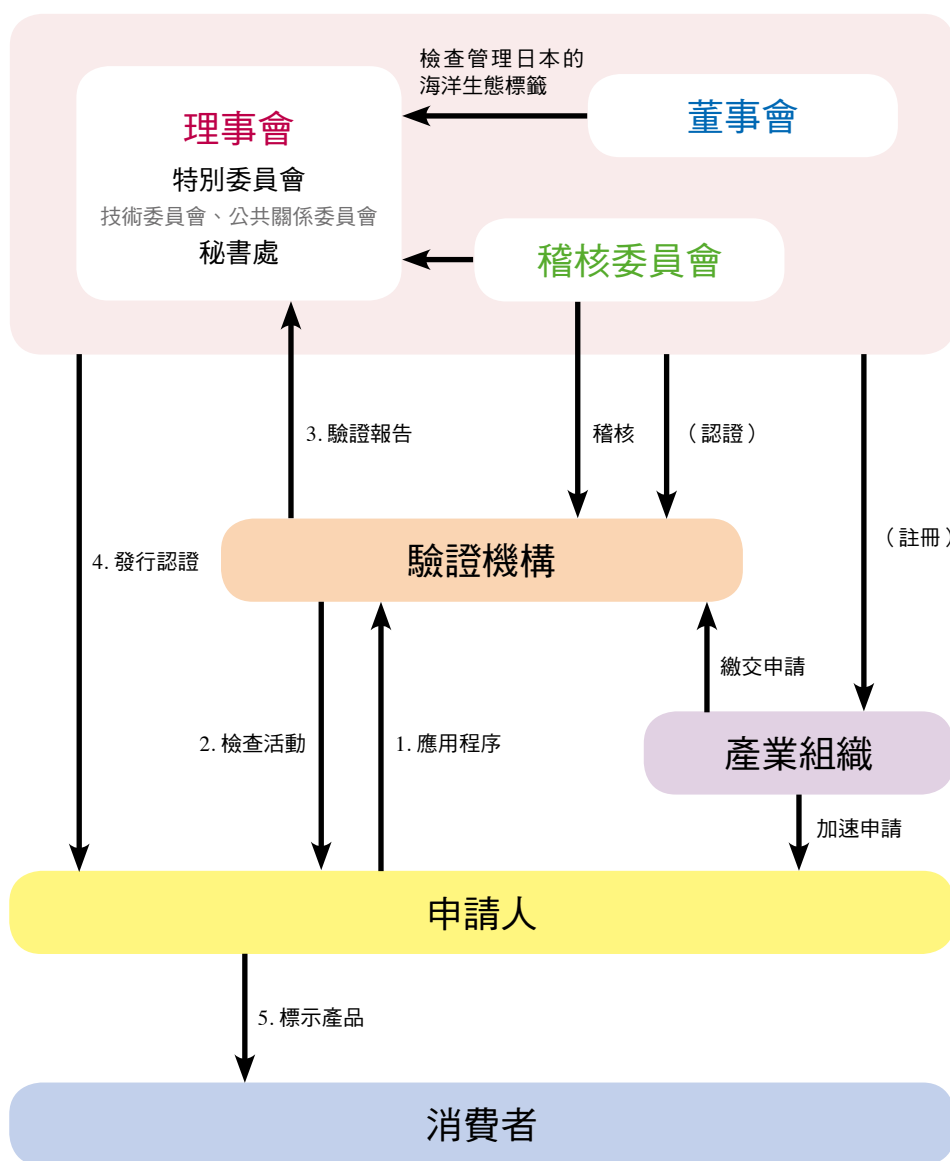 檢查管理日本的
海洋生態標籤
理事會
董事會
特別委員會
技術委員會、公共關係委員會
秘書處
稽核委員會
3. 驗證報告
稽核
（認證）
4. 發行認證
驗證機構
（註冊）
繳交申請
2. 檢查活動
1. 應用程序
產業組織
加速申請
申請人
5. 標示產品
消費者